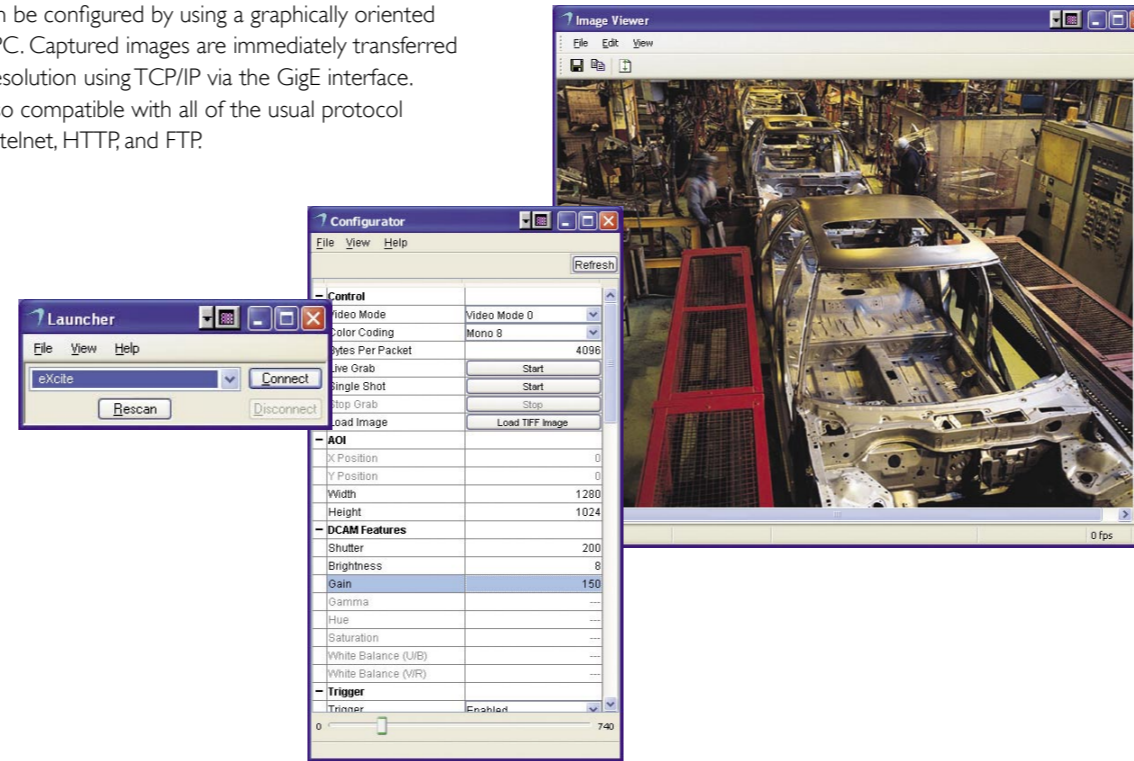 n be configured by using a graphically oriented
PC. Captured images are immediately transferred
esolution using TCP/IP via the GigE interface.
so compatible with all of the usual protocol
telnet, HTTP, and FTP.
Image Viewer
File Edit View
0 fps
Configurator
File View Help
Refresh
Control
Video Mode Video Mode 0
Color Coding Mono 8
Bytes Per Packet 4096
Live Grab Start
Single Shot Start
Stop Grab Stop
Load Image Load TIFF Image
AOI
X Position 0
Y Position 0
Width 1280
Height 1024
DCAM Features
Shutter 200
Brightness 8
Gain 150
Gamma ---
Hue ---
Saturation ---
White Balance (U/B) ---
White Balance (V/R) ---
Trigger
Trigger Enabled
0 740
Launcher
File View Help
eXcite Connect
Rescan Disconnect